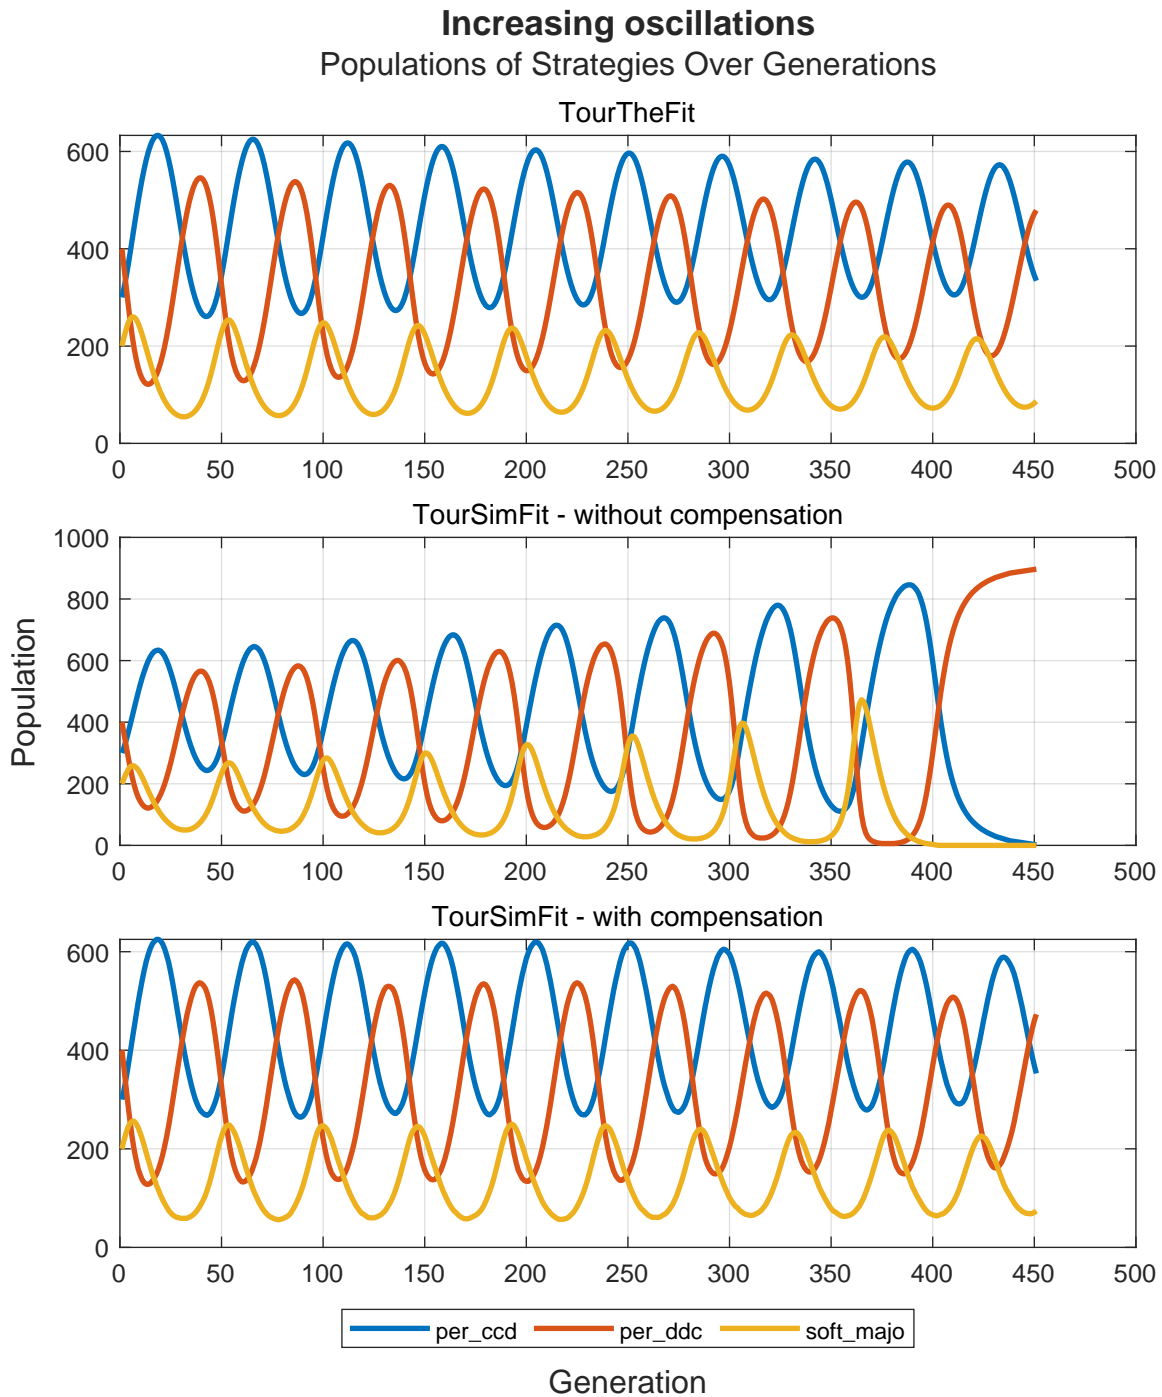 Increasing oscillations
Populations of Strategies Over Generations
TourTheFit
600
400
200
0
0 50 100 150 200 250 300 350 400 450 500
TourSimFit - without compensation
1000
800
600
400
200
0
0 50 100 150 200 250 300 350 400 450 500
Population
TourSimFit - with compensation
600
400
200
0
0 50 100 150 200 250 300 350 400 450 500
per_ccd per_ddc soft_majo
Generation